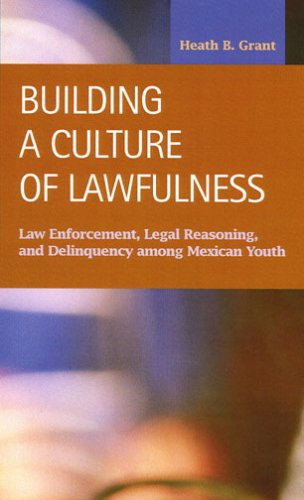 Heath B. Grant
BUILDING
A CULTURE
OF LAWFULNESS
Law Enforcement, Legal Reasoning,
and Delinquency among Mexican Youth